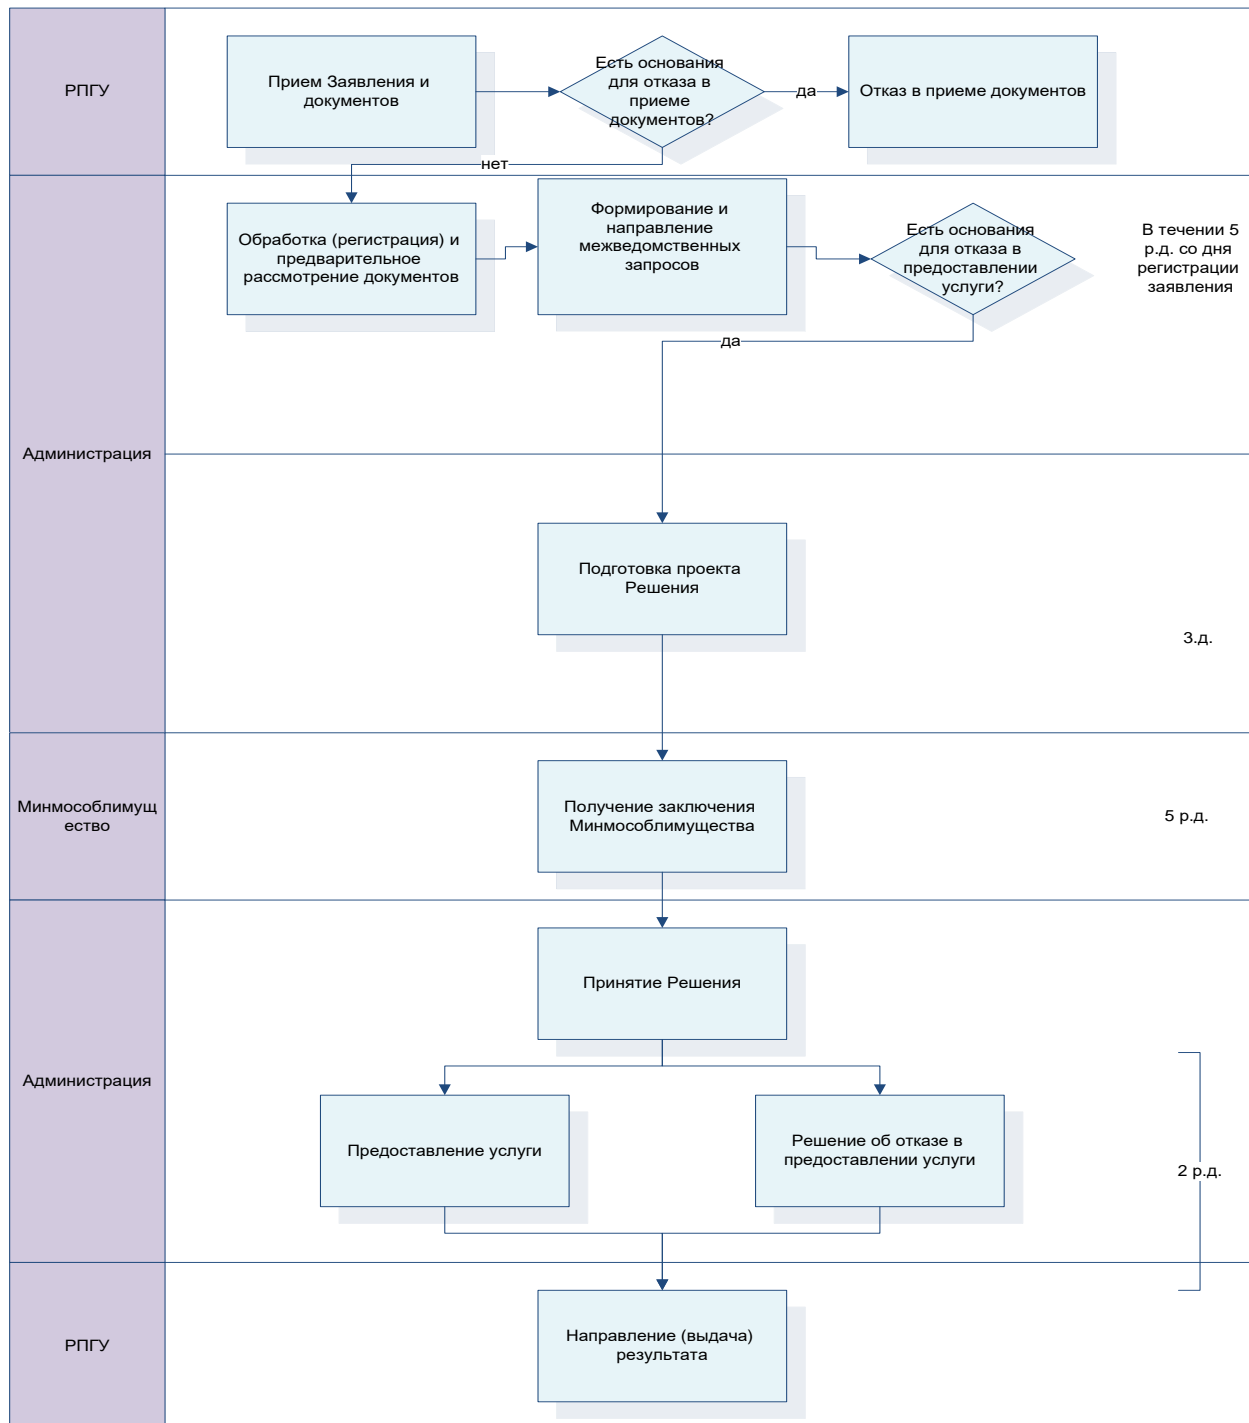 РПГУ
Прием Заявления и
документов
Есть основания
для отказа в
приеме
документов?
да
Отказ в приеме документов
нет
Администрация
Обработка (регистрация) и
предварительное
рассмотрение документов
Формирование и
направление
межведомственных
запросов
Есть основания
для отказа в
предоставлении
услуги?
В течении 5
р.д. со дня
регистрации
заявления
да
Подготовка проекта
Решения
3.д.
Минмособлимущ
ество
Получение заключения
Минмособлимущества
5 р.д.
Администрация
Принятие Решения
Предоставление услуги
Решение об отказе в
предоставлении услуги
2 р.д.
РПГУ
Направление (выдача)
результата